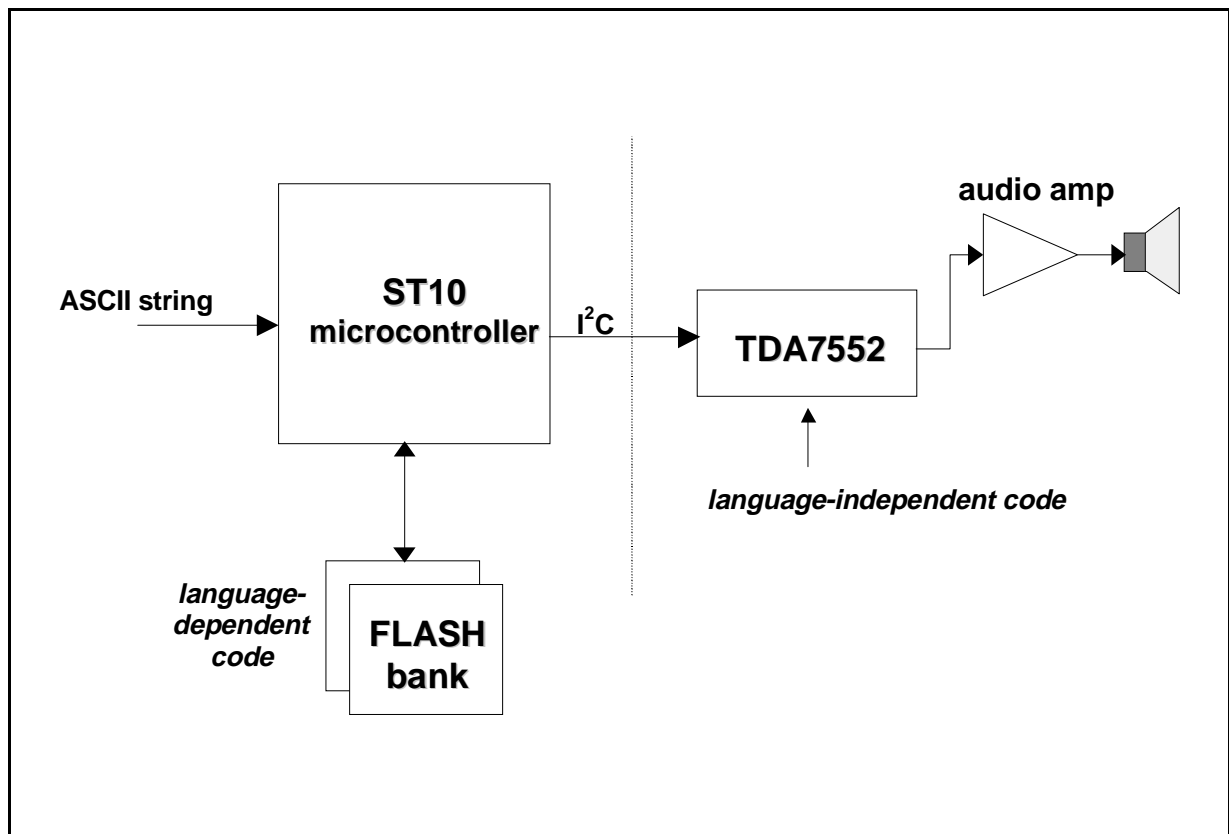 audio amp
ASCII string
ST10
microcontroller
I²C
TDA7552
language-independent code
language-
dependent
code
FLASH
bank